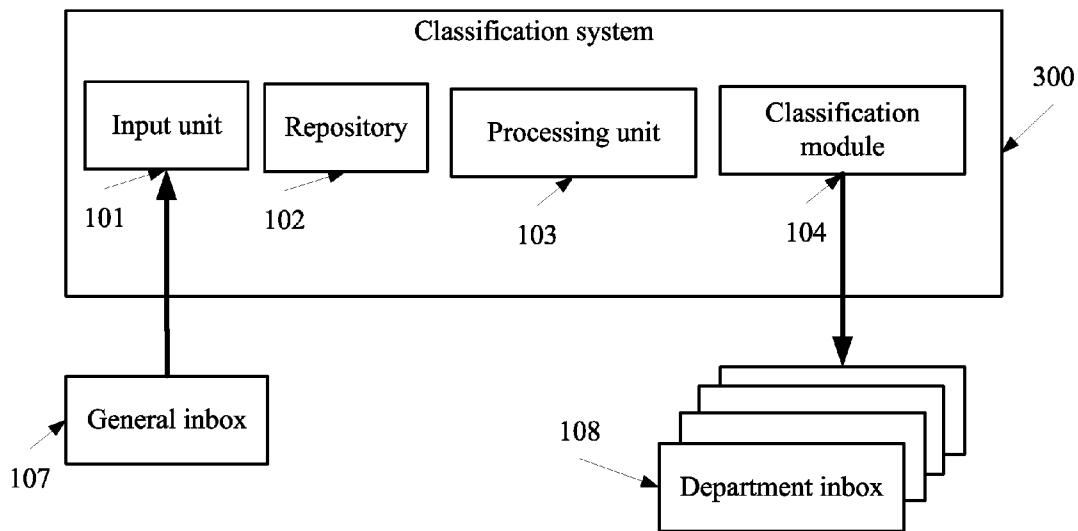 Classification system
300
Input unit
Repository
Processing unit
Classification
module
101
102
103
104
General inbox
107
108
Department inbox